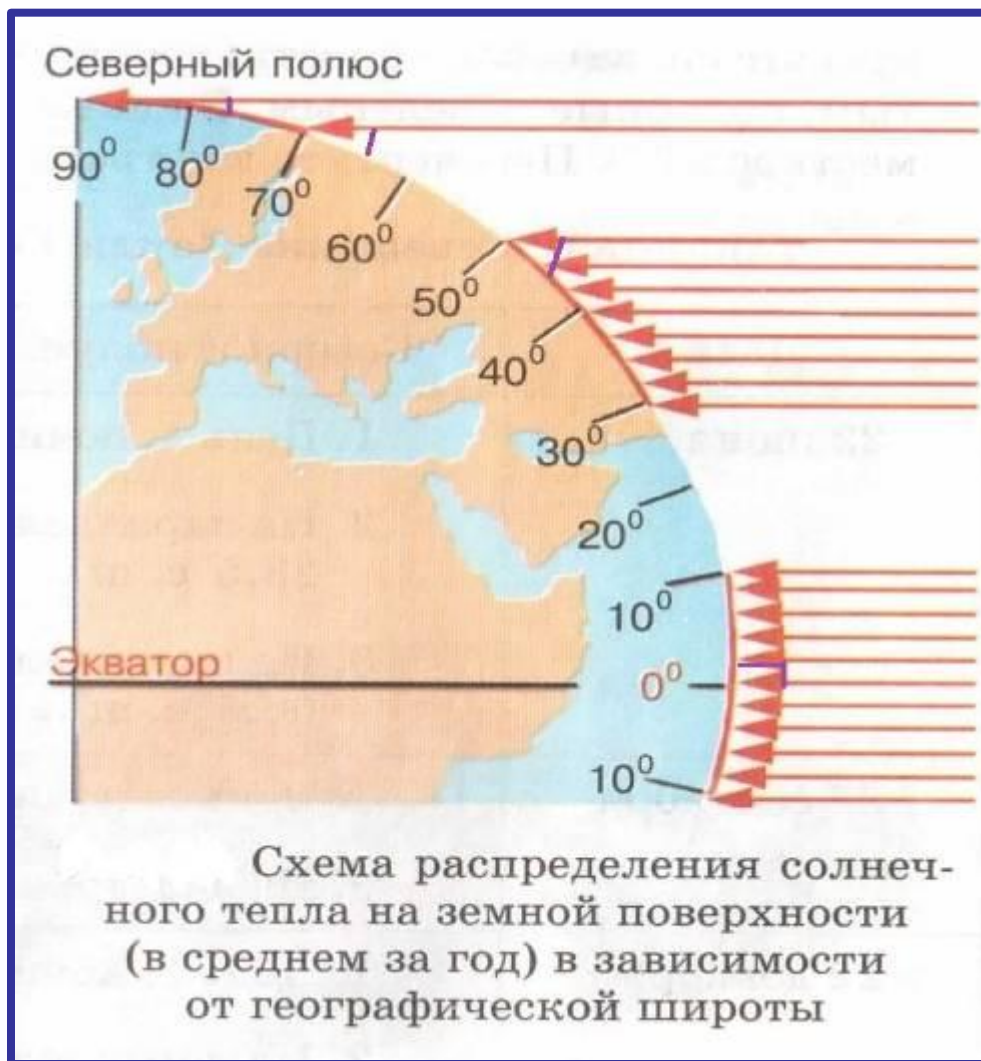 Северный полюс
90⁰
80⁰
70⁰
60⁰
50⁰
40⁰
30⁰
20⁰
10⁰
Экватор
0⁰
10⁰
Схема распределения солнеч-
ного тепла на земной поверхности
(в среднем за год) в зависимости
от географической широты